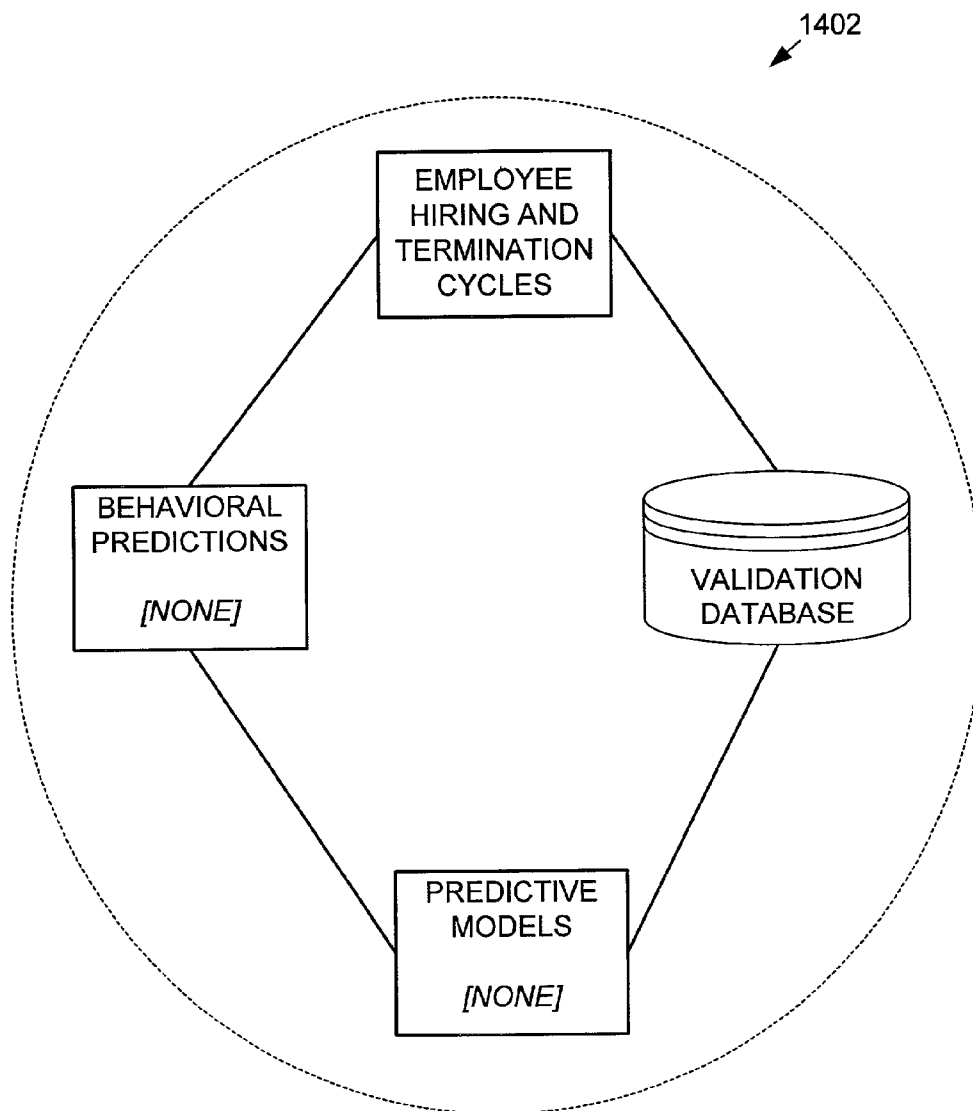 1402
EMPLOYEE
HIRING AND
TERMINATION
CYCLES
BEHAVIORAL
PREDICTIONS
[NONE]
VALIDATION
DATABASE
PREDICTIVE
MODELS
[NONE]